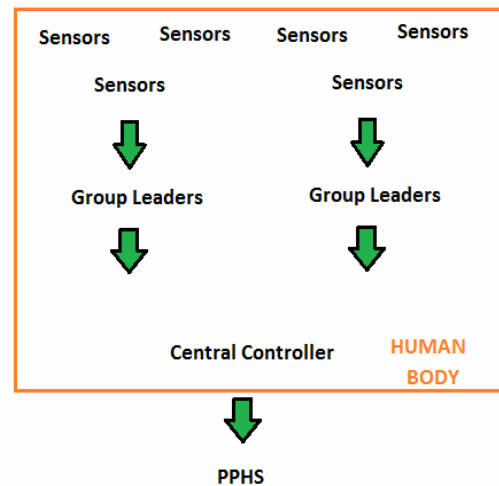 Sensors Sensors Sensors Sensors
Sensors Sensors
Group Leaders Group Leaders
Central Controller HUMAN
BODY
PPHS